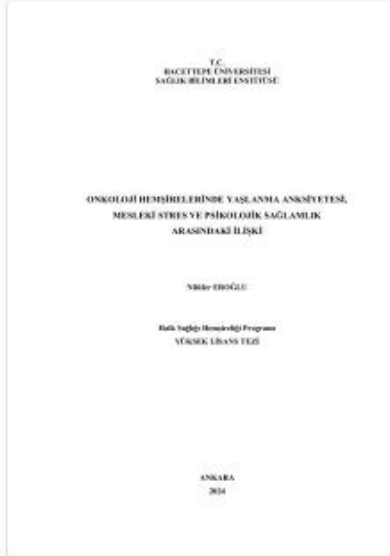 T.C.
HACETTEPE ÜNİVERSİTESİ
SAĞLIK BİLİMLERİ ENSTİTÜSÜ
ONKOLOJİ HEMŞİRELERİNDE YAŞLANMA ANKSİYETESİ,
MESLEKİ STRES VE PSİKOLOJİK SAĞLAMLIK
ARASINDAKİ İLİŞKİ
EROĞLU
Halk Sağlığı Hemşireliği Programı
YÜKSEK LİSANS TEZİ
ANKARA
2024